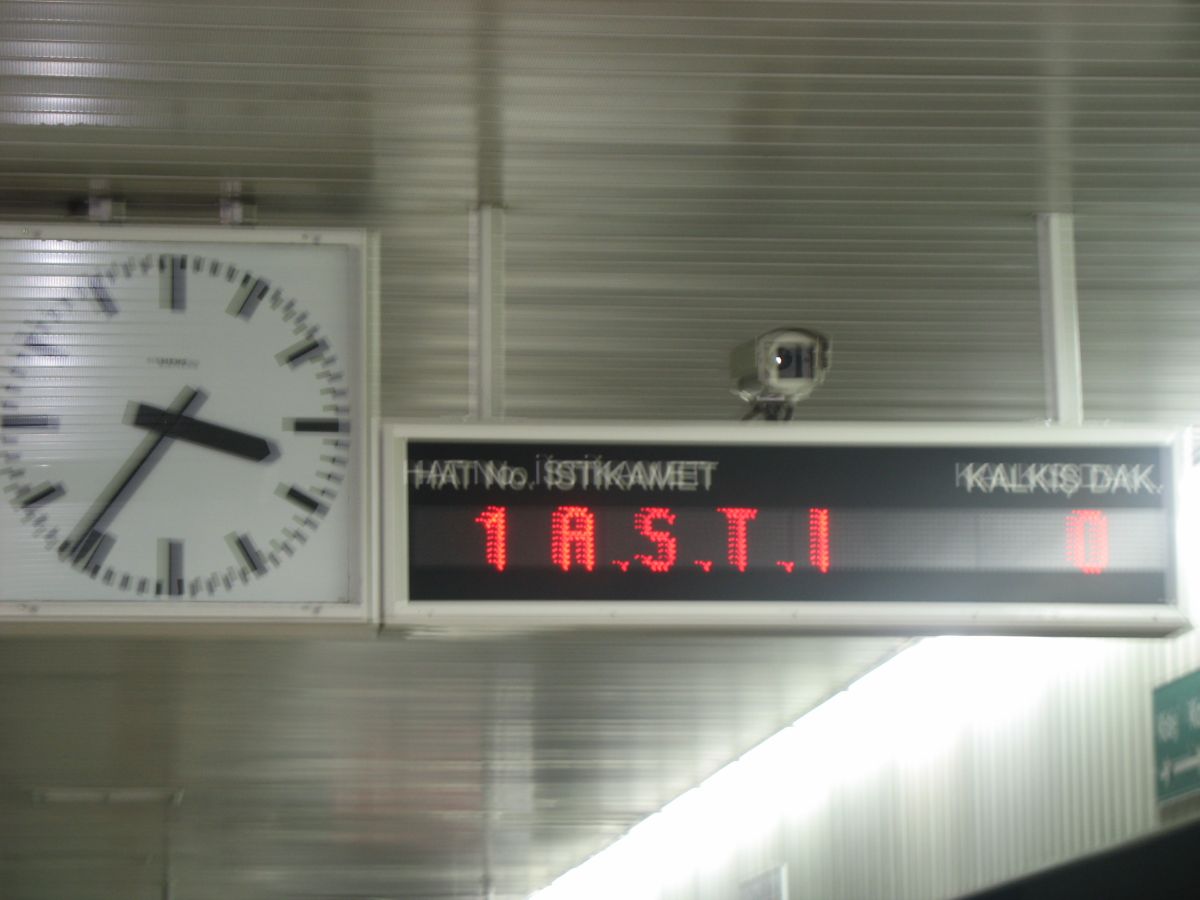 HAT No. İSTİKAMET KALKIŞ DAK.
1 A.S.T.I 0